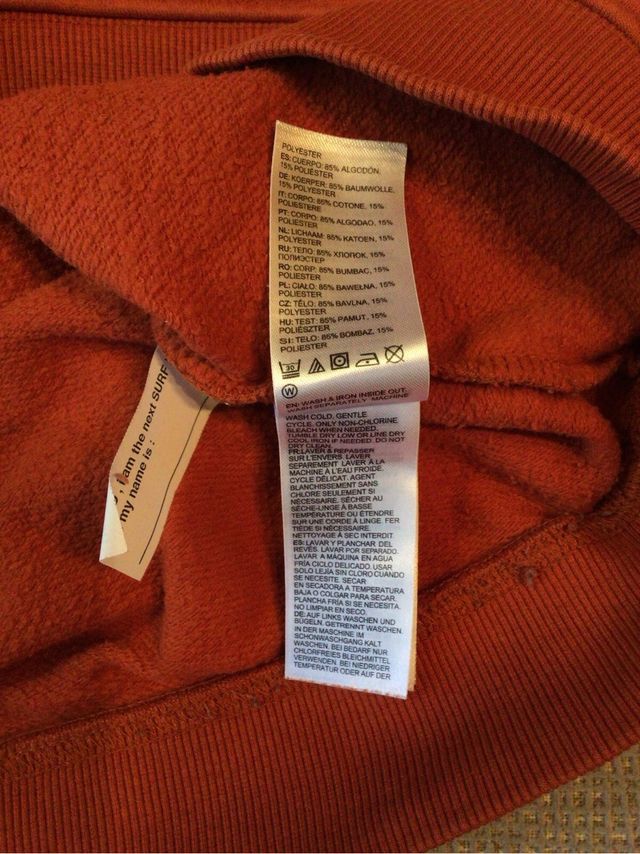 POLYESTER
ES: CUERPO: 85% ALGODÓN,
15% POLIÉSTER
DE: KOERPER: 85% BAUMWOLLE,
15% POLYESTER
IT: CORPO: 85% COTONE, 15%
POLIESTERE
PT: CORPO: 85% ALGODAO, 15%
POLIESTER
NL: LICHAAM: 85% KATOEN, 15%
POLYESTER
RU: ТЕЛО: 85% ХЛОПОК, 15%
ПОЛИЭСТЕР
RO: CORP: 85% BUMBAC, 15%
POLIESTER
PL: CIAŁO: 85% BAWEŁNA, 15%
POLIESTER
CZ: TĚLO: 85% BAVLNA, 15%
POLYESTER
HU: TEST: 85% PAMUT, 15%
POLIÉSZTER
SI: TELO: 85% BOMBAZ, 15%
POLIESTER
30
W
EN: WASH & IRON INSIDE OUT.
WASH SEPARATELY MACHINE
WASH COLD, GENTLE
CYCLE. ONLY NON-CHLORINE
BLEACH WHEN NEEDED.
TUMBLE DRY LOW OR LINE DRY
COOL IRON IF NEEDED. DO NOT
DRY CLEAN.
FR:LAVER & REPASSER
SUR L'ENVERS. LAVER
SEPAREMENT LAVER À LA
MACHINE À L'EAU FROIDE.
CYCLE DÉLICAT. AGENT
BLANCHISSEMENT SANS
CHLORE SEULEMENT SI
NÉCESSAIRE. SÉCHER AU
SÈCHE-LINGE À BASSE
TEMPÉRATURE OU ÉTENDRE
SUR UNE CORDE À LINGE. FER
TIÈDE SI NÉCESSAIRE.
NETTOYAGE À SEC INTERDIT.
ES: LAVAR Y PLANCHAR DEL
REVÉS. LAVAR POR SEPARADO.
LAVAR A MÁQUINA EN AGUA
FRÍA CICLO DELICADO. USAR
SOLO LEJÍA SIN CLORO CUANDO
SE NECESITE. SECAR
EN SECADORA A TEMPERATURA
BAJA O COLGAR PARA SECAR.
PLANCHA FRÍA SI SE NECESITA.
NO LIMPIAR EN SECO.
DE: AUF LINKS WASCHEN UND
BÜGELN. GETRENNT WASCHEN.
IN DER MASCHINE IM
SCHONWASCHGANG KALT
WASCHEN. BEI BEDARF NUR
CHLORFREIES BLEICHMITTEL
VERWENDEN. BEI NIEDRIGER
TEMPERATUR ODER AUF DER
, I am the next SURF
my name is :